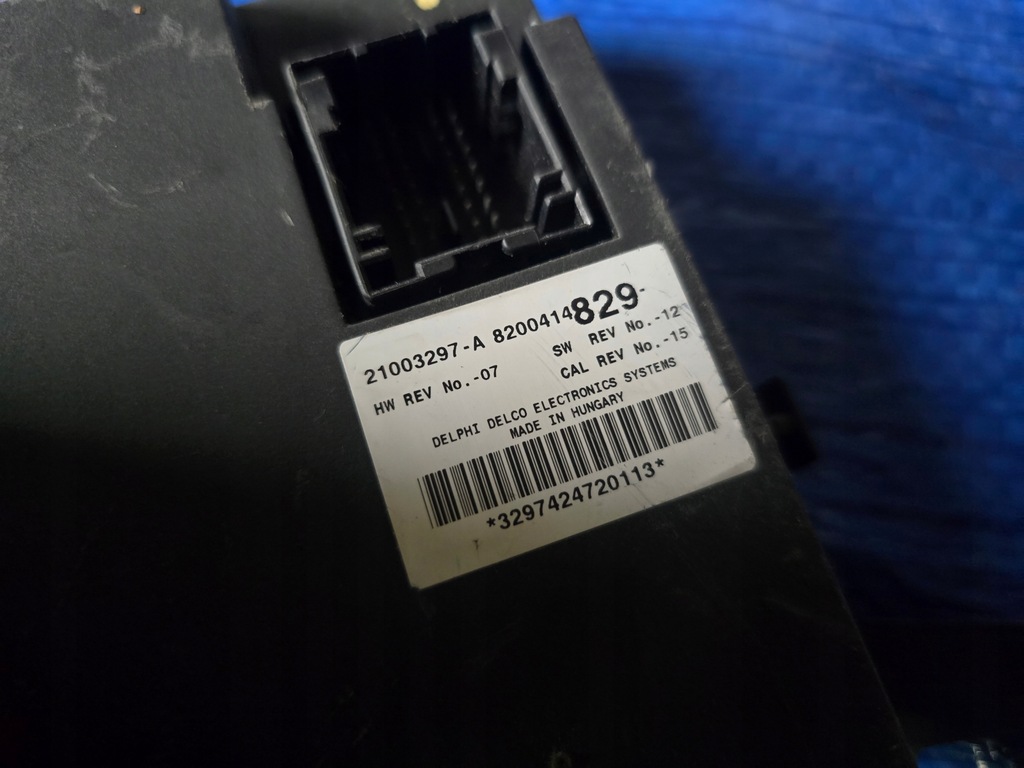 21003297-A 8200414829-
HW REV No.-07 SW REV No.-12
CAL REV No.-15
DELPHI DELCO ELECTRONICS SYSTEMS
MADE IN HUNGARY
*3297424720113*